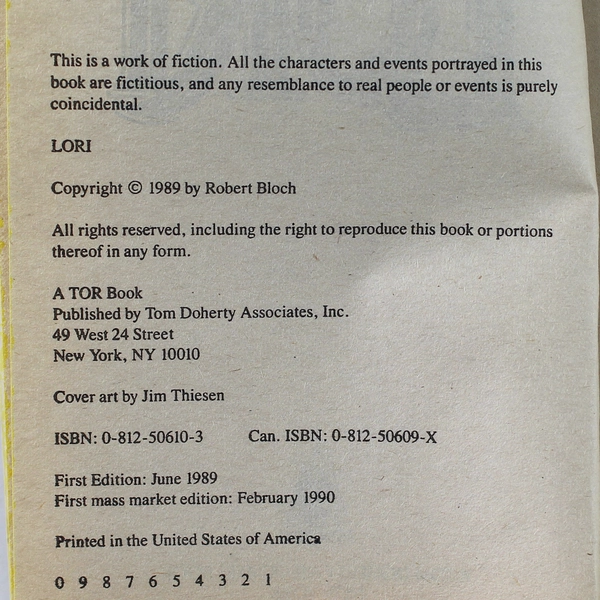 This is a work of fiction. All the characters and events portrayed in this
book are fictitious, and any resemblance to real people or events is purely
coincidental.
LORI
Copyright © 1989 by Robert Bloch
All rights reserved, including the right to reproduce this book or portions
thereof in any form.
A TOR Book
Published by Tom Doherty Associates, Inc.
49 West 24 Street
New York, NY 10010
Cover art by Jim Thiesen
ISBN: 0-812-50610-3 Can. ISBN: 0-812-50609-X
First Edition: June 1989
First mass market edition: February 1990
Printed in the United States of America
0 9 8 7 6 5 4 3 2 1